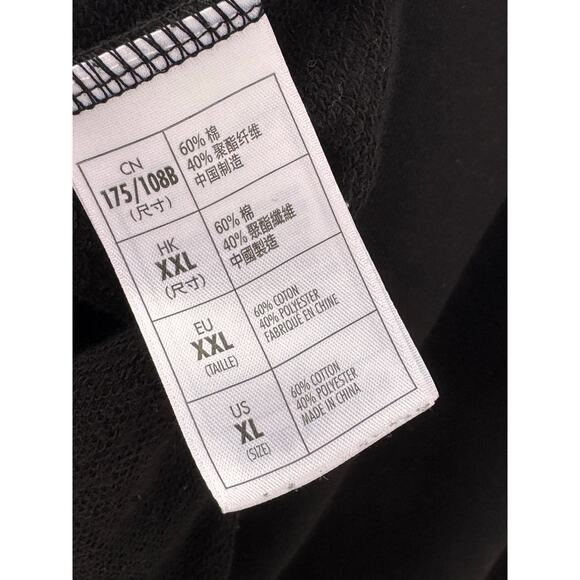 CN
175/108B
(尺寸)
60% 棉
40% 聚酯纤维
中国制造
HK
XXL
(尺寸)
60% 棉
40% 聚酯纖維
中國製造
EU
XXL
(TAILLE)
60% COTON
40% POLYESTER
FABRIQUÉ EN CHINE
US
XL
(SIZE)
60% COTTON
40% POLYESTER
MADE IN CHINA